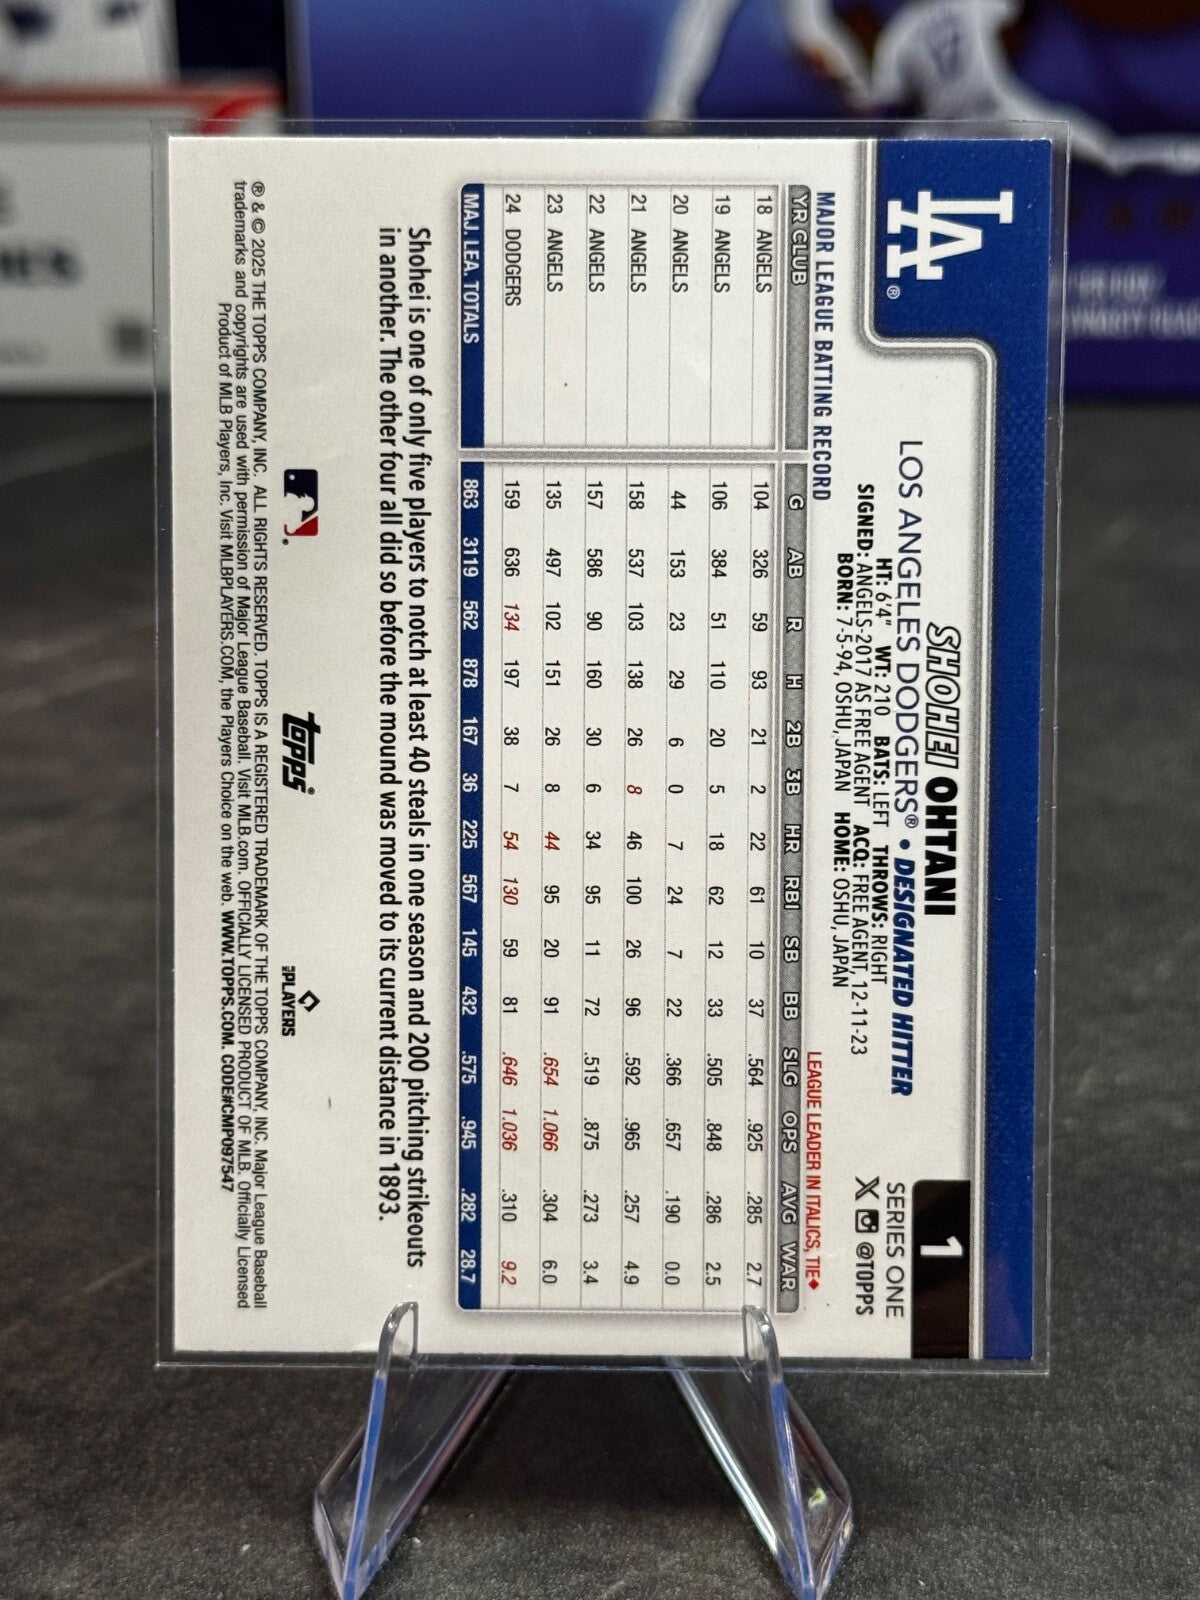 LA®
1
SHOHEI OHTANI
LOS ANGELES DODGERS® • DESIGNATED HITTER
SERIES ONE
HT: 6'4" WT: 210 BATS: LEFT THROWS: RIGHT
SIGNED: ANGELS-2017 AS FREE AGENT ACQ: FREE AGENT, 12-11-23
@TOPPS
BORN: 7-5-94, OSHU, JAPAN HOME: OSHU, JAPAN
MAJOR LEAGUE BATTING RECORD
LEAGUE LEADER IN ITALICS, TIE♦
YR CLUB G AB R H 2B 3B HR RBI SB BB SLG OPS AVG WAR
18 ANGELS 104 326 59 93 21 2 22 61 10 37 .564 .925 .285 2.7
19 ANGELS 106 384 51 110 20 5 18 62 12 33 .505 .848 .286 2.5
20 ANGELS 44 153 23 29 6 0 7 24 7 22 .366 .657 .190 0.0
21 ANGELS 158 537 103 138 26 8 46 100 26 96 .592 .965 .257 4.9
22 ANGELS 157 586 90 160 30 6 34 95 11 72 .519 .875 .273 3.4
23 ANGELS 135 497 102 151 26 8 44 95 20 91 .654 1.066 .304 6.0
24 DODGERS 159 636 134 197 38 7 54 130 59 81 .646 1.036 .310 9.2
MAJ. LEA. TOTALS 863 3119 562 878 167 36 225 567 145 432 .575 .945 .282 28.7
Shohei is one of only five players to notch at least 40 steals in one season and 200 pitching strikeouts
in another. The other four all did so before the mound was moved to its current distance in 1893.
topps®
PLAYERS
® & © 2025 THE TOPPS COMPANY, INC. ALL RIGHTS RESERVED. TOPPS IS A REGISTERED TRADEMARK OF THE TOPPS COMPANY, INC. Major League Baseball
trademarks and copyrights are used with permission of Major League Baseball. Visit MLB.com. OFFICIALLY LICENSED PRODUCT OF MLB. Officially Licensed
Product of MLB Players, Inc. Visit MLBPLAYERS.COM, the Players Choice on the web. WWW.TOPPS.COM. CODE#CMP097547